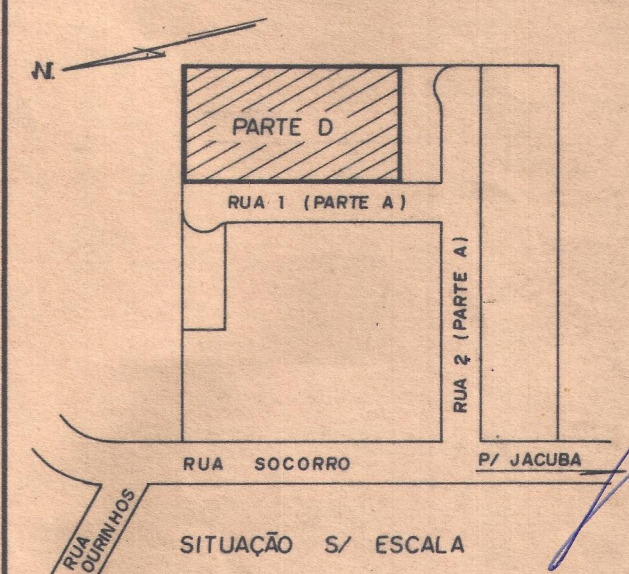 N.
PARTE D
RUA 1 (PARTE A)
RUA 2 (PARTE A)
RUA SOCORRO
P/ JACUBA
RUA
OURINHOS
SITUAÇÃO S/ ESCALA